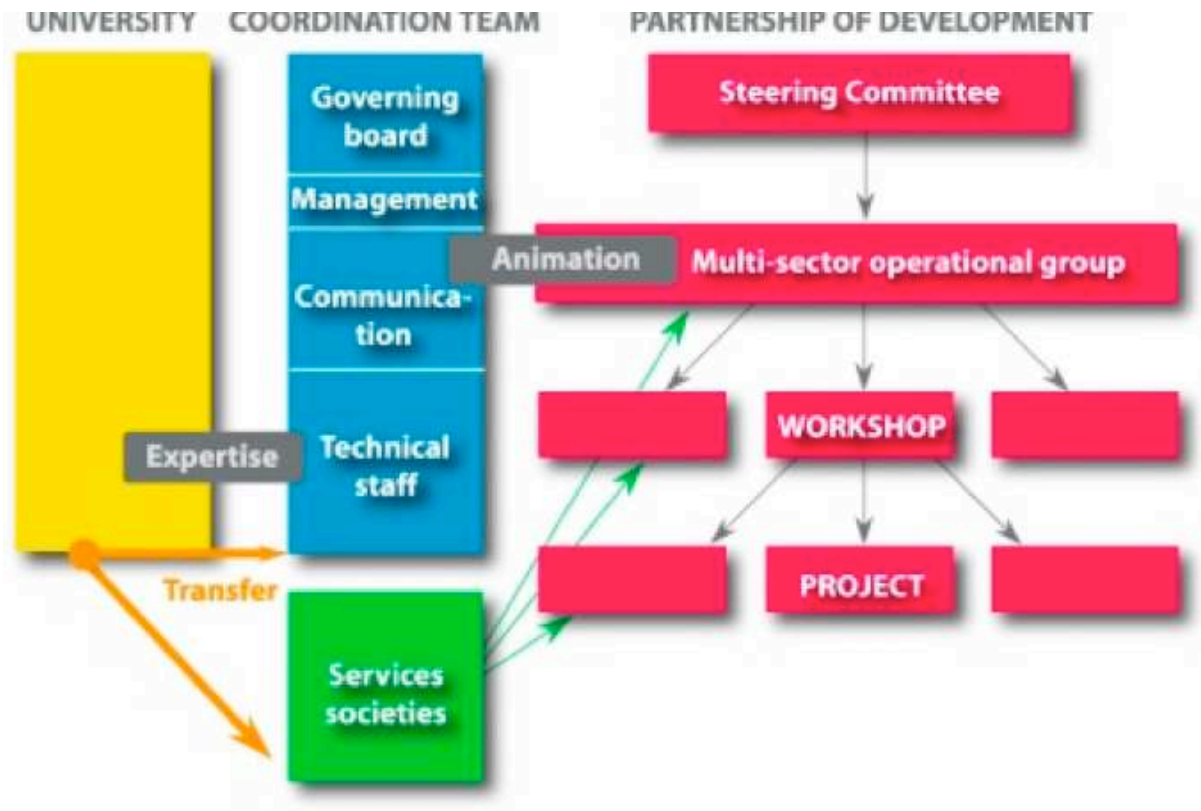 UNIVERSITY
COORDINATION TEAM
PARTNERSHIP OF DEVELOPMENT
Governing
board
Management
Communica-
tion
Technical
staff
Expertise
Animation
Transfer
Services
societies
Steering Committee
Multi-sector operational group
WORKSHOP
PROJECT